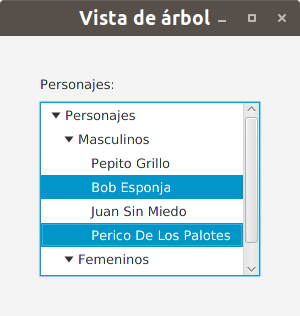 Vista de árbol
Personajes:
Personajes
Masculinos
Pepito Grillo
Bob Esponja
Juan Sin Miedo
Perico De Los Palotes
Femeninos